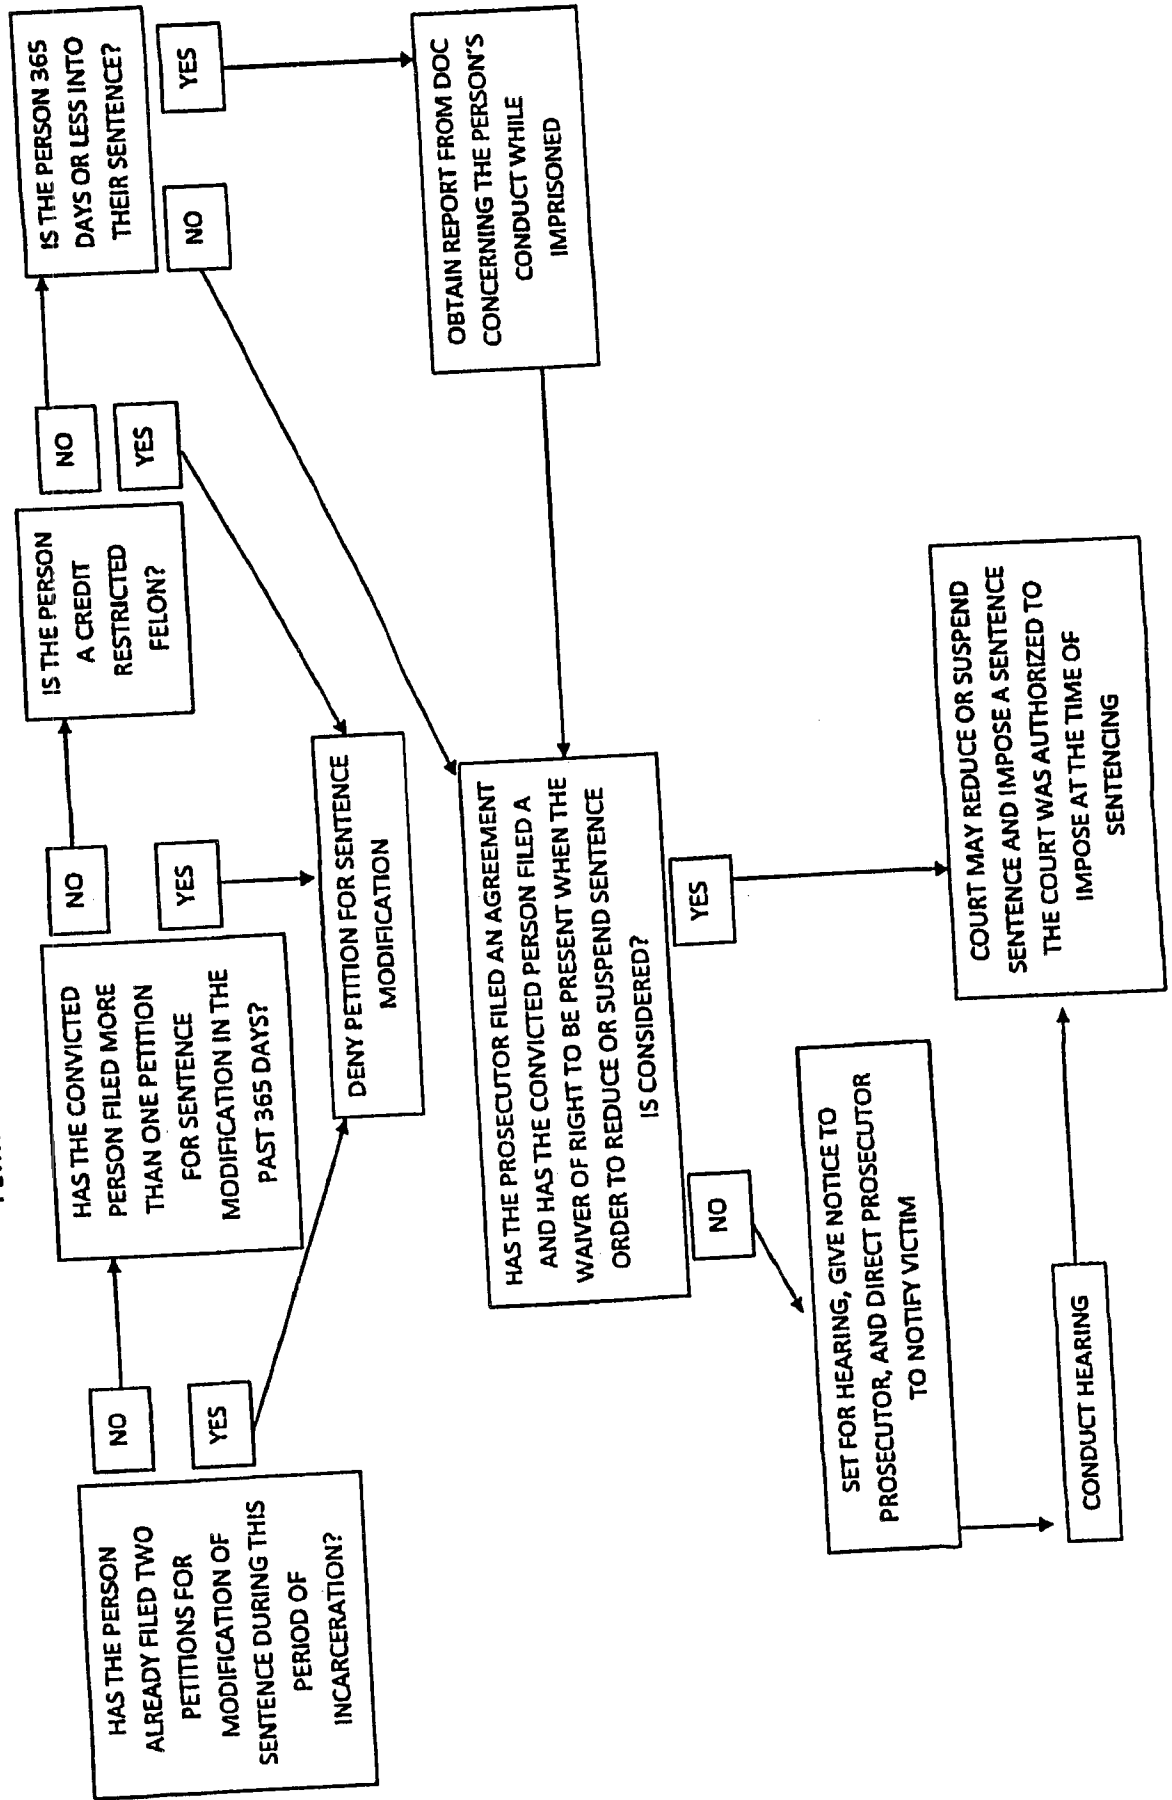 HAS THE PERSON
ALREADY FILED TWO
PETITIONS FOR
MODIFICATION OF
SENTENCE DURING THIS
PERIOD OF
INCARCERATION?
NO
YES
HAS THE CONVICTED
PERSON FILED MORE
THAN ONE PETITION
FOR SENTENCE
MODIFICATION IN THE
PAST 365 DAYS?
NO
YES
IS THE PERSON
A CREDIT
RESTRICTED
FELON?
NO
YES
IS THE PERSON 365
DAYS OR LESS INTO
THEIR SENTENCE?
NO
YES
DENY PETITION FOR SENTENCE
MODIFICATION
OBTAIN REPORT FROM DOC
CONCERNING THE PERSON'S
CONDUCT WHILE
IMPRISONED
HAS THE PROSECUTOR FILED AN AGREEMENT
AND HAS THE CONVICTED PERSON FILED A
WAIVER OF RIGHT TO BE PRESENT WHEN THE
ORDER TO REDUCE OR SUSPEND SENTENCE
IS CONSIDERED?
NO
YES
SET FOR HEARING, GIVE NOTICE TO
PROSECUTOR, AND DIRECT PROSECUTOR
TO NOTIFY VICTIM
COURT MAY REDUCE OR SUSPEND
SENTENCE AND IMPOSE A SENTENCE
THE COURT WAS AUTHORIZED TO
IMPOSE AT THE TIME OF
SENTENCING
CONDUCT HEARING